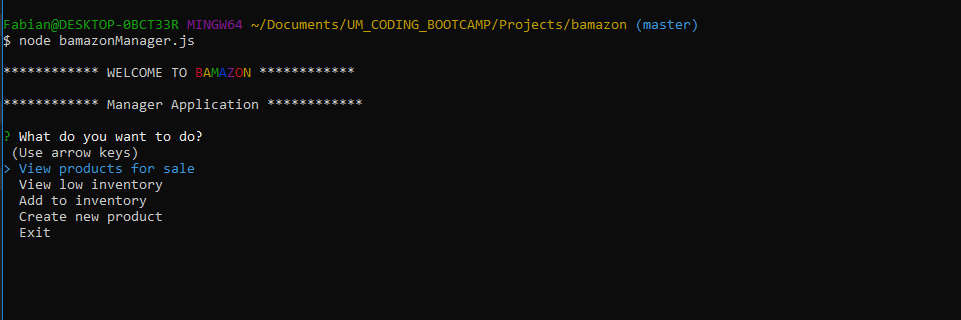 Fabian@DESKTOP-0BCT33R MINGW64 ~/Documents/UM_CODING_BOOTCAMP/Projects/bamazon (master)
$ node bamazonManager.js
************ WELCOME TO BAMAZON ************
************ Manager Application ************
? What do you want to do?
(Use arrow keys)
> View products for sale
View low inventory
Add to inventory
Create new product
Exit